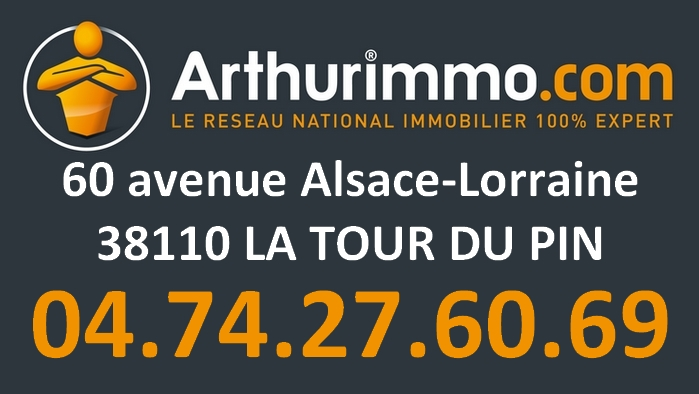 Arthurimmo.com®
LE RESEAU NATIONAL IMMOBILIER 100% EXPERT
60 avenue Alsace-Lorraine
38110 LA TOUR DU PIN
04.74.27.60.69